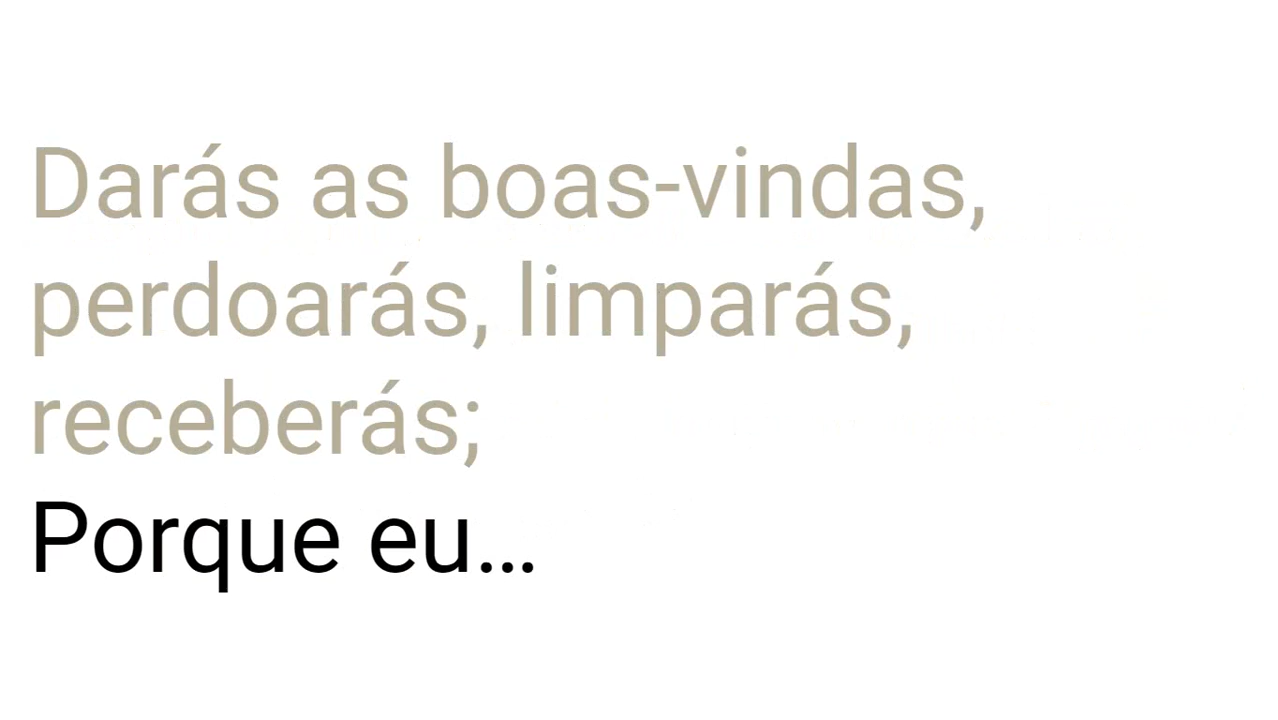 Darás as boas-vindas,
perdoarás, limparás,
receberás;
Porque eu...